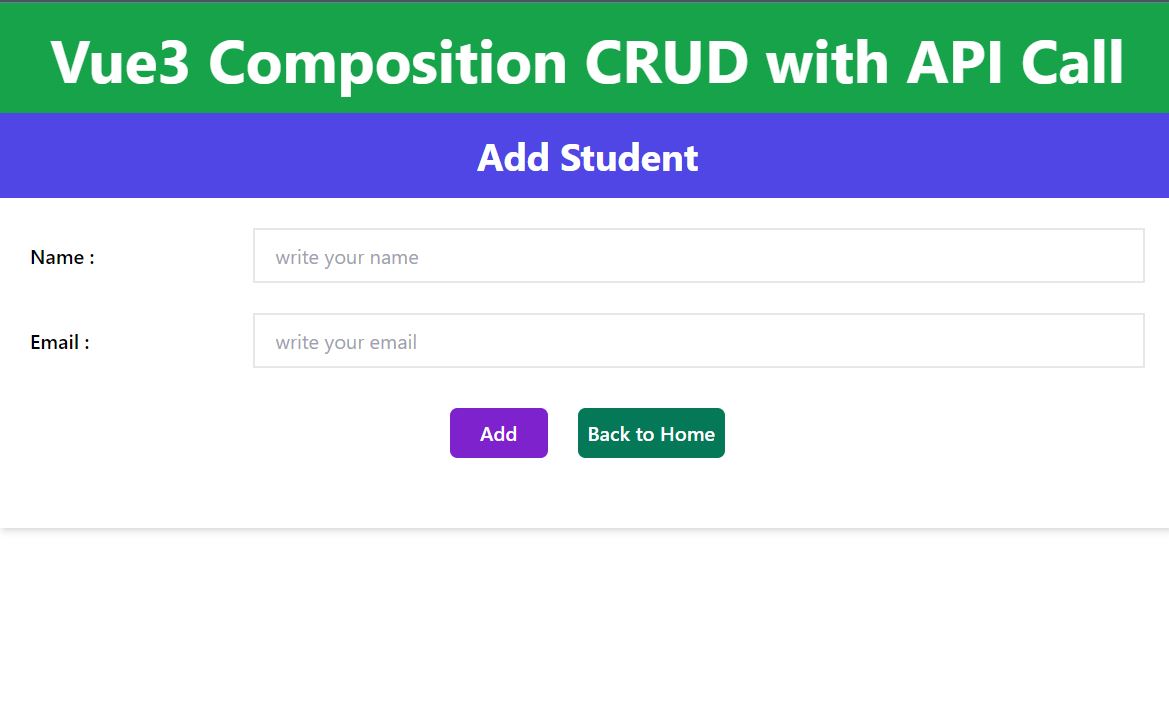 Vue3 Composition CRUD with API Call
Add Student
Name :
write your name
Email :
write your email
Add
Back to Home